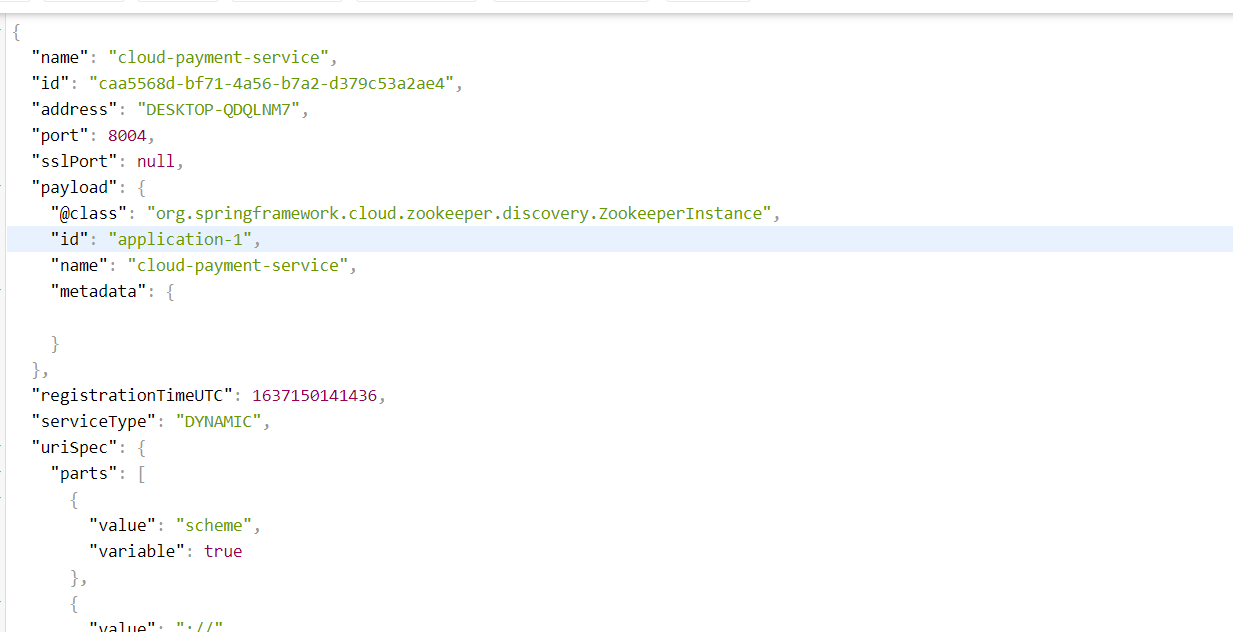 {
"name": "cloud-payment-service",
"id": "caa5568d-bf71-4a56-b7a2-d379c53a2ae4",
"address": "DESKTOP-QDQLNM7",
"port": 8004,
"sslPort": null,
"payload": {
"@class": "org.springframework.cloud.zookeeper.discovery.ZookeeperInstance",
"id": "application-1",
"name": "cloud-payment-service",
"metadata": {
}
},
"registrationTimeUTC": 1637150141436,
"serviceType": "DYNAMIC",
"uriSpec": {
"parts": [
{
"value": "scheme",
"variable": true
},
{
"value": "://"